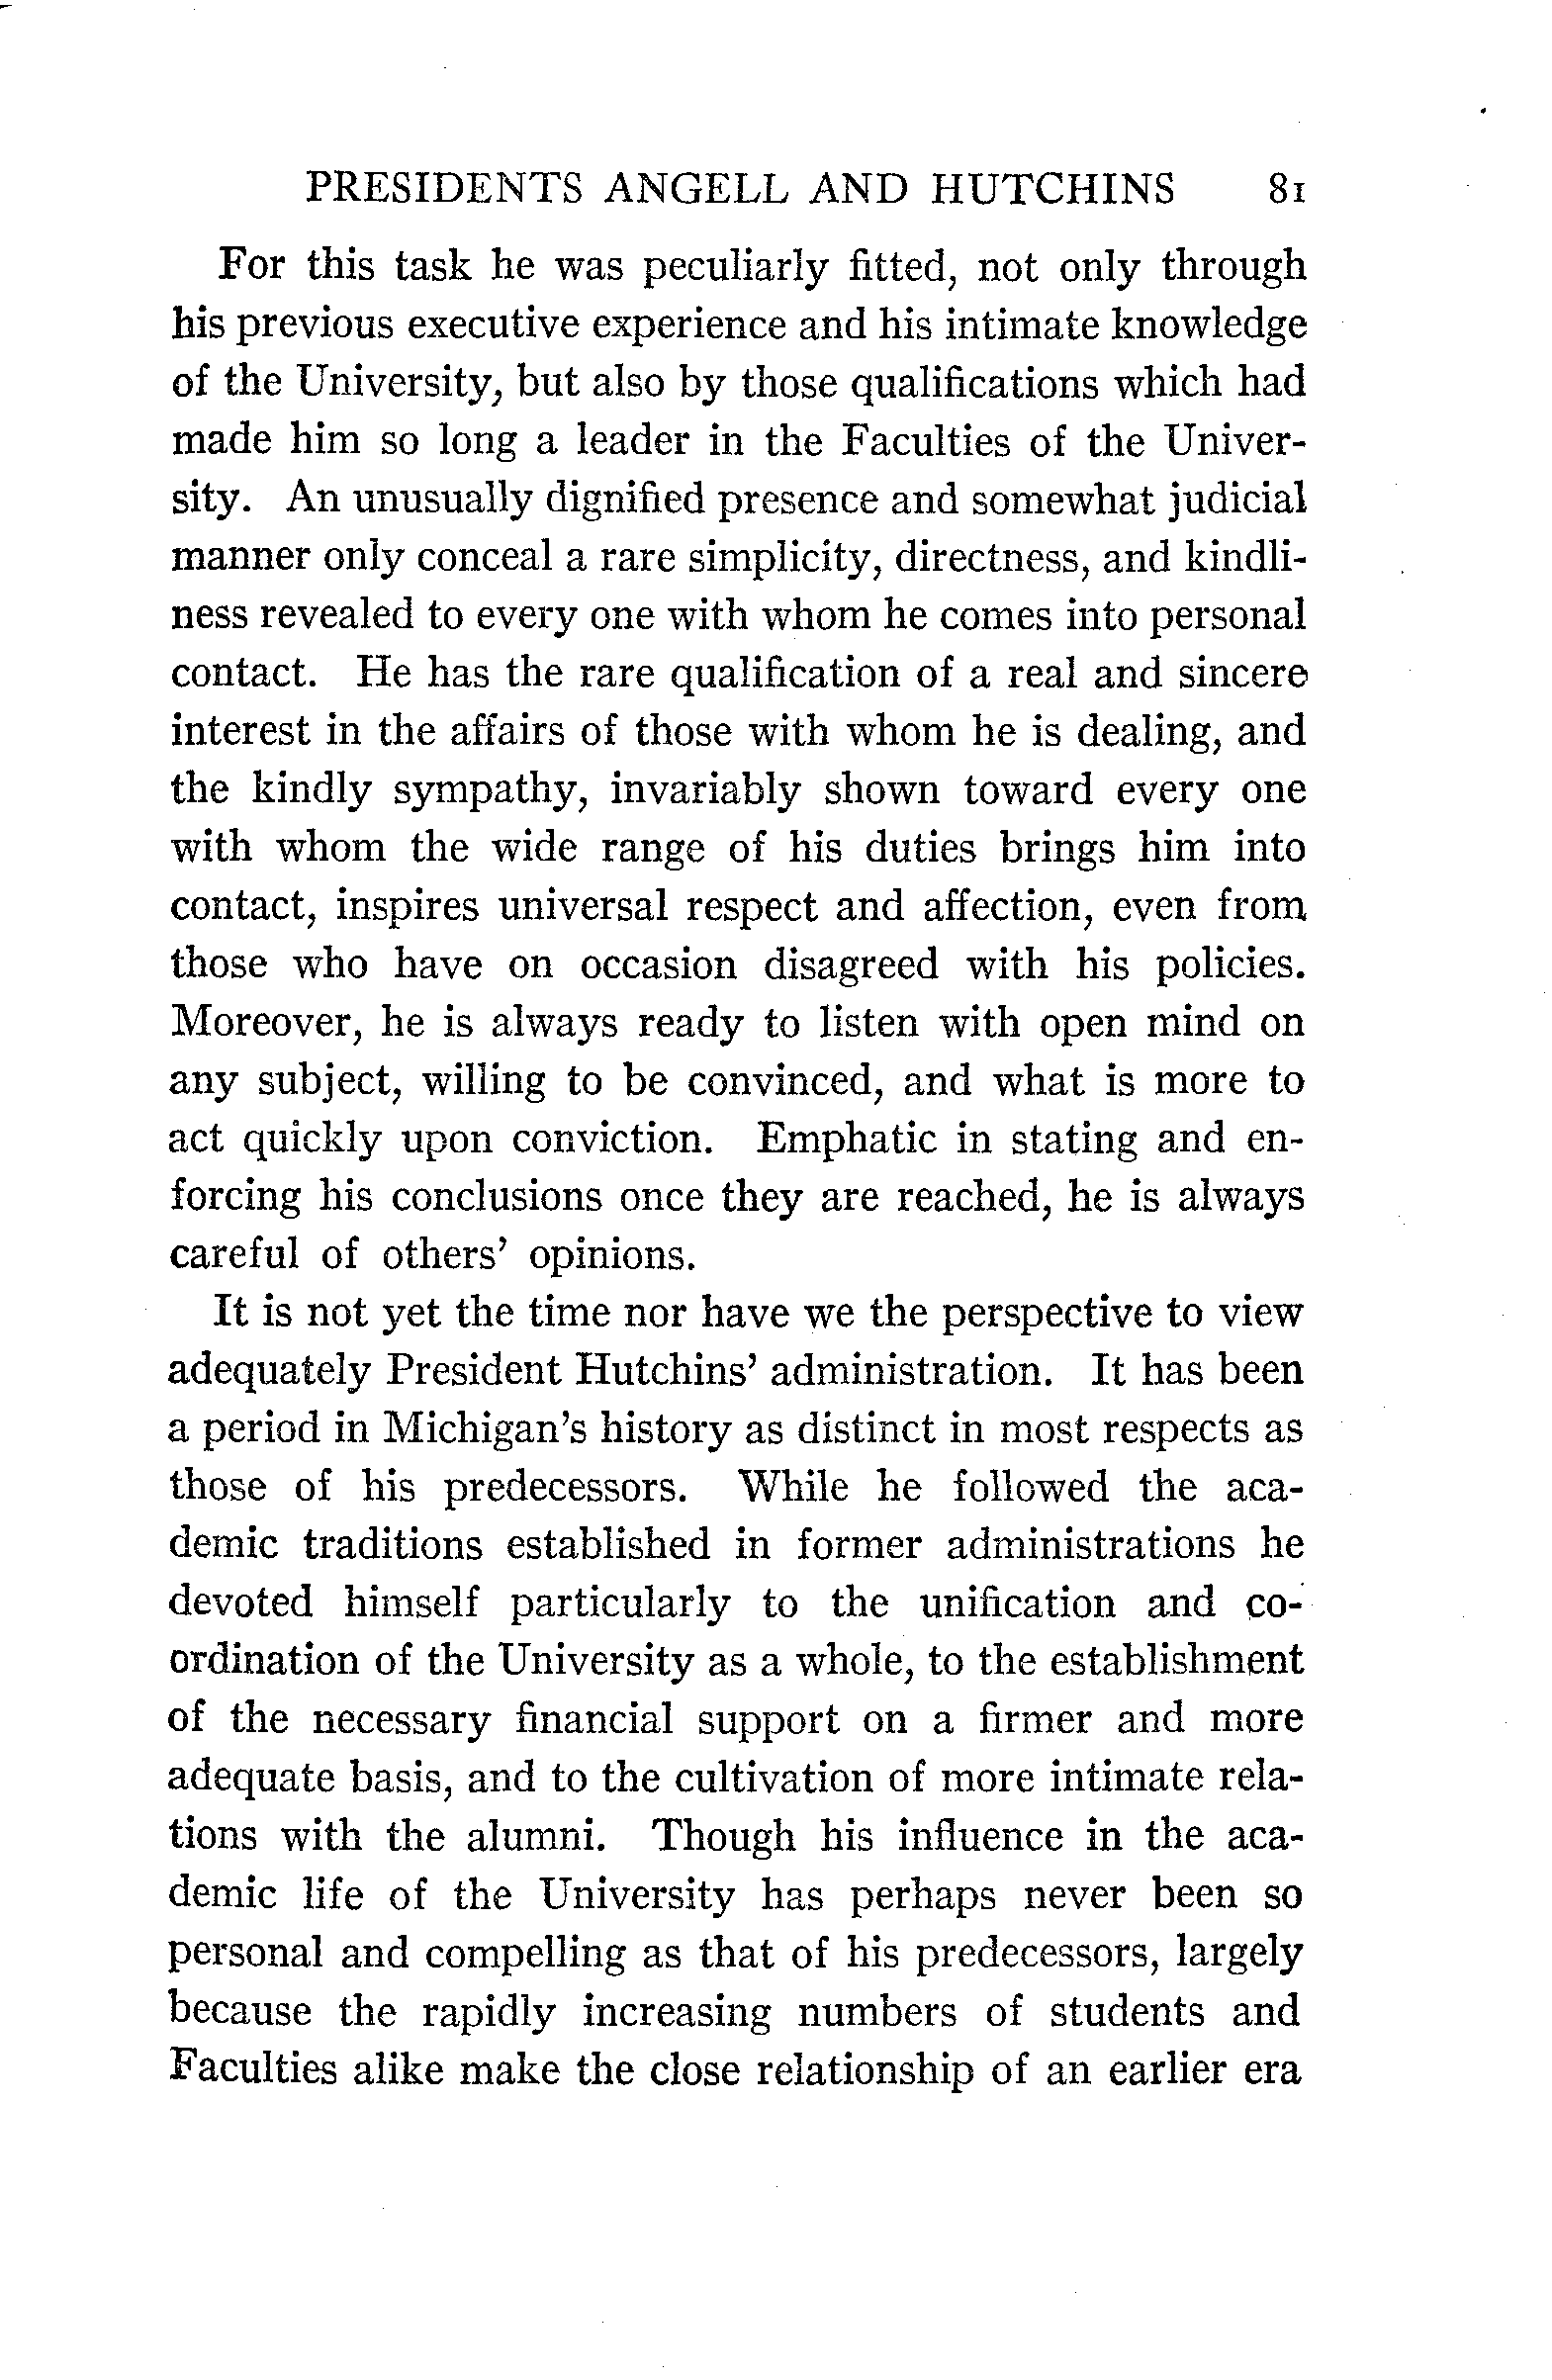 PRESIDENTS ANGELL AND HUTCHINS 81
For this task he was peculiarly fitted, not only through
his previous executive experience and his intimate knowledge
of the University, but also by those qualifications which had
made him so long a leader in the Faculties of the Univer-
sity. An unusually dignified presence and somewhat judicial
manner only conceal a rare simplicity, directness, and kindli-
ness revealed to every one with whom he comes into personal
contact. He has the rare qualification of a real and sincere
interest in the affairs of those with whom he is dealing, and
the kindly sympathy, invariably shown toward every one
with whom the wide range of his duties brings him into
contact, inspires universal respect and affection, even from
those who have on occasion disagreed with his policies.
Moreover, he is always ready to listen with open mind on
any subject, willing to be convinced, and what is more to
act quickly upon conviction. Emphatic in stating and en-
forcing his conclusions once they are reached, he is always
careful of others' opinions.
It is not yet the time nor have we the perspective to view
adequately President Hutchins' administration. It has been
a period in Michigan's history as distinct in most respects as
those of his predecessors. While he followed the aca-
demic traditions established in former administrations he
devoted himself particularly to the unification and co-
ordination of the University as a whole, to the establishment
of the necessary financial support on a firmer and more
adequate basis, and to the cultivation of more intimate rela-
tions with the alumni. Though his influence in the aca-
demic life of the University has perhaps never been so
personal and compelling as that of his predecessors, largely
because the rapidly increasing numbers of students and
Faculties alike make the close relationship of an earlier era